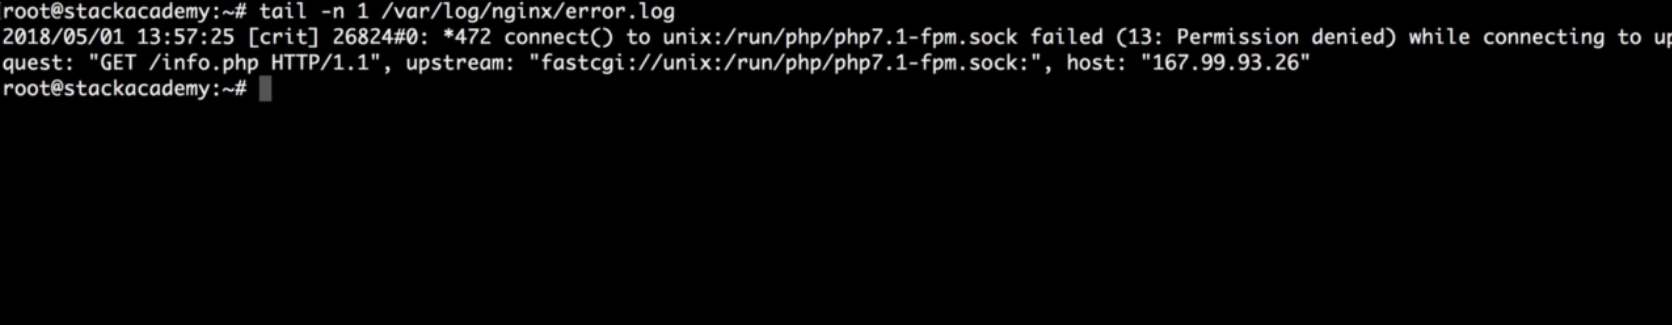 root@stackacademy:~# tail -n 1 /var/log/nginx/error.log
2018/05/01 13:57:25 [crit] 26824#0: *472 connect() to unix:/run/php/php7.1-fpm.sock failed (13: Permission denied) while connecting to up
quest: "GET /info.php HTTP/1.1", upstream: "fastcgi://unix:/run/php/php7.1-fpm.sock:", host: "167.99.93.26"
root@stackacademy:~#